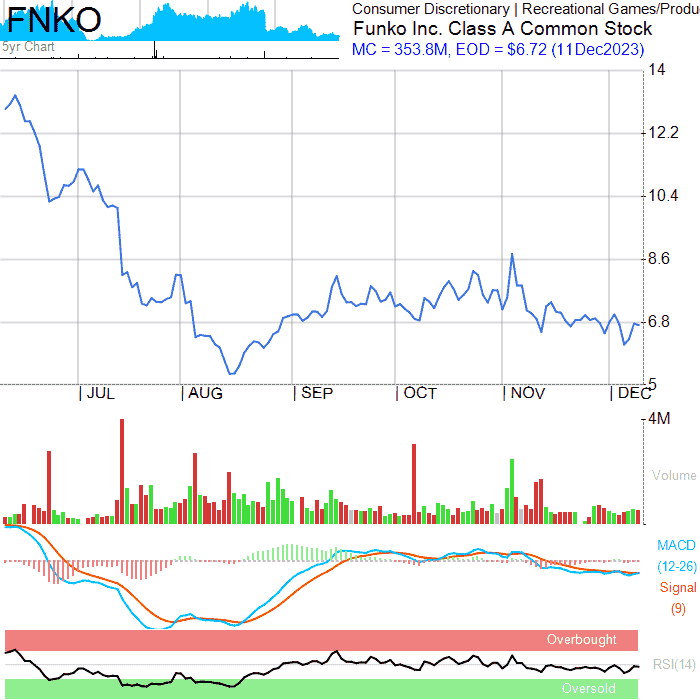 FNKO
5yr Chart
Consumer Discretionary | Recreational Games/Produ
Funko Inc. Class A Common Stock
MC = 353.8M, EOD = $6.72 (11Dec2023)
14
12.2
10.4
8.6
6.8
5
| JUL | AUG | SEP | OCT | NOV | DEC
4M
Volume
MACD
(12-26)
Signal
(9)
Overbought
RSI(14)
Oversold